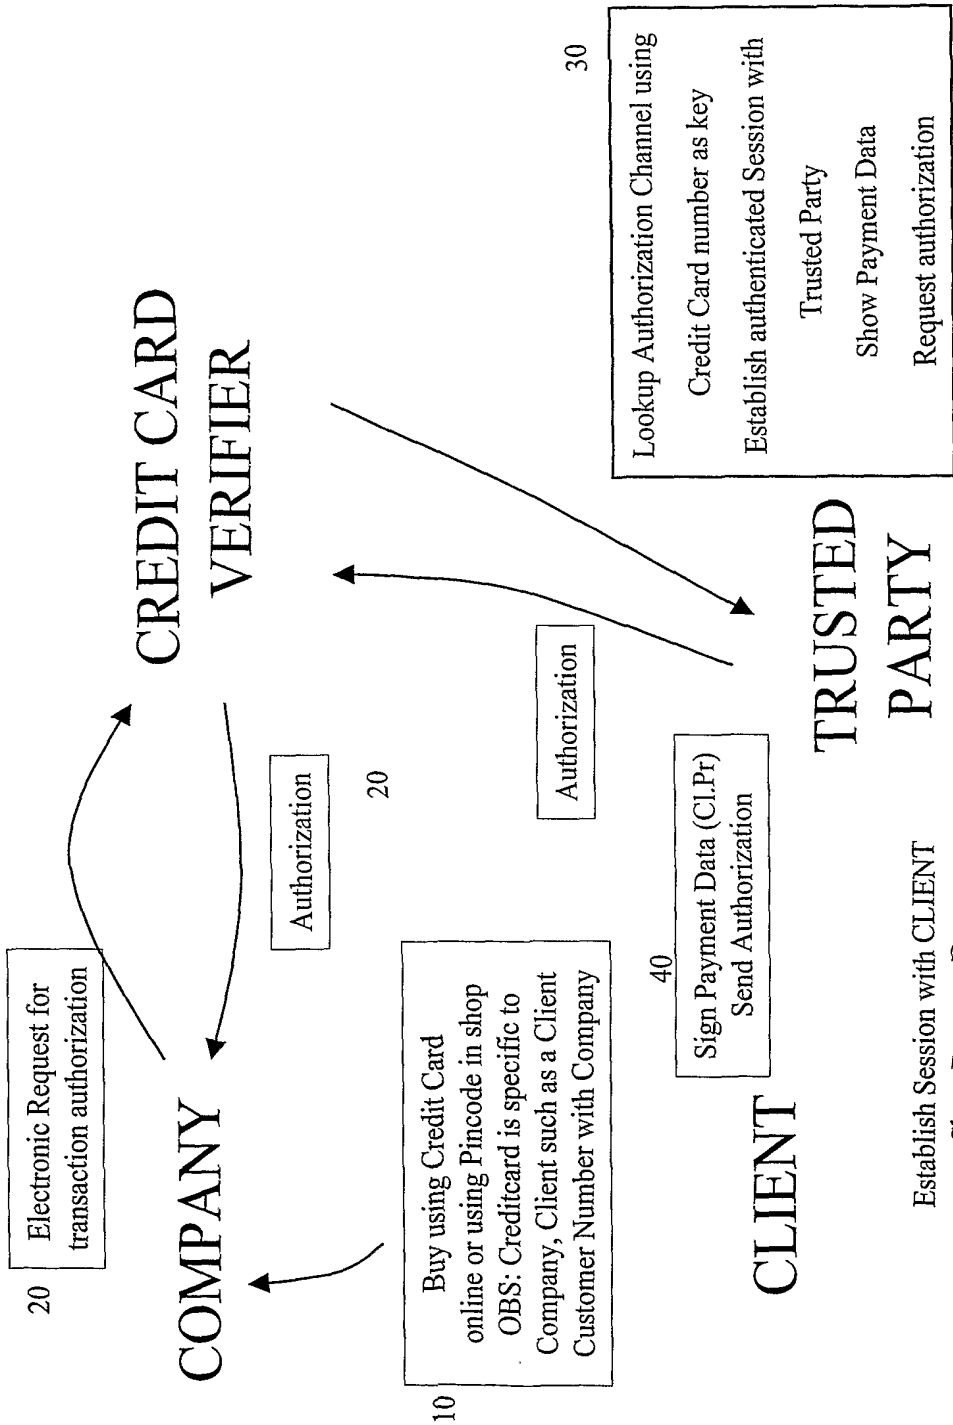 20
Electronic Request for
transaction authorization
COMPANY
CREDIT CARD
VERIFIER
Authorization
20
10
Buy using Credit Card
online or using Pincode in shop
OBS: Creditcard is specific to
Company, Client such as a Client
Customer Number with Company
Authorization
30
Lookup Authorization Channel using
Credit Card number as key
Establish authenticated Session with
Trusted Party
Show Payment Data
Request authorization
40
Sign Payment Data (Cl.Pr)
Send Authorization
CLIENT
TRUSTED
PARTY
Establish Session with CLIENT